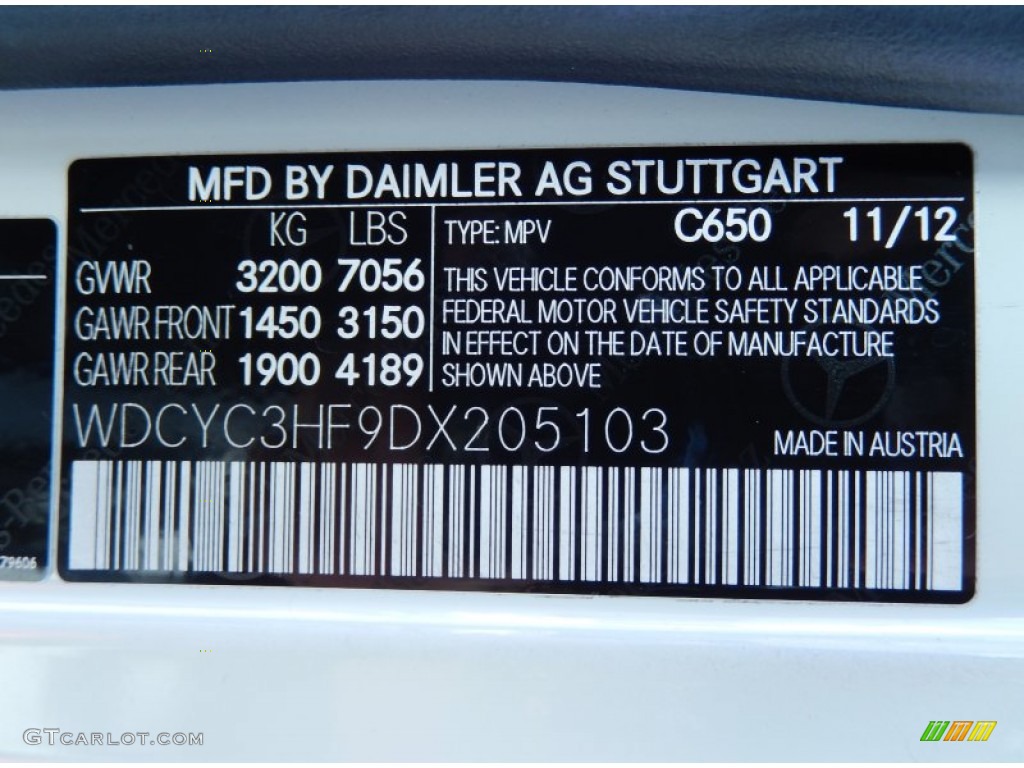 MFD BY DAIMLER AG STUTTGART
KG LBS
GVWR 3200 7056
GAWR FRONT 1450 3150
GAWR REAR 1900 4189
TYPE: MPV C650 11/12
THIS VEHICLE CONFORMS TO ALL APPLICABLE
FEDERAL MOTOR VEHICLE SAFETY STANDARDS
IN EFFECT ON THE DATE OF MANUFACTURE
SHOWN ABOVE
WDCYC3HF9DX205103
MADE IN AUSTRIA
79606
GTCARLOT.COM